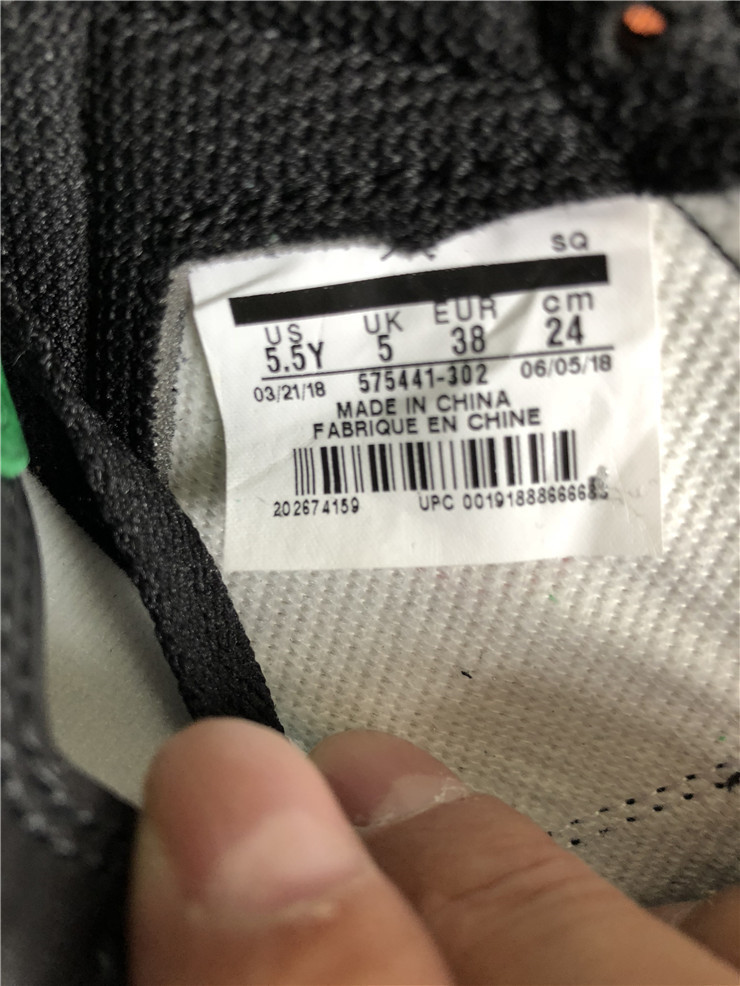 SQ
US UK EUR cm
5.5Y 5 38 24
03/21/18 575441-302 06/05/18
MADE IN CHINA
FABRIQUE EN CHINE
202674159 UPC